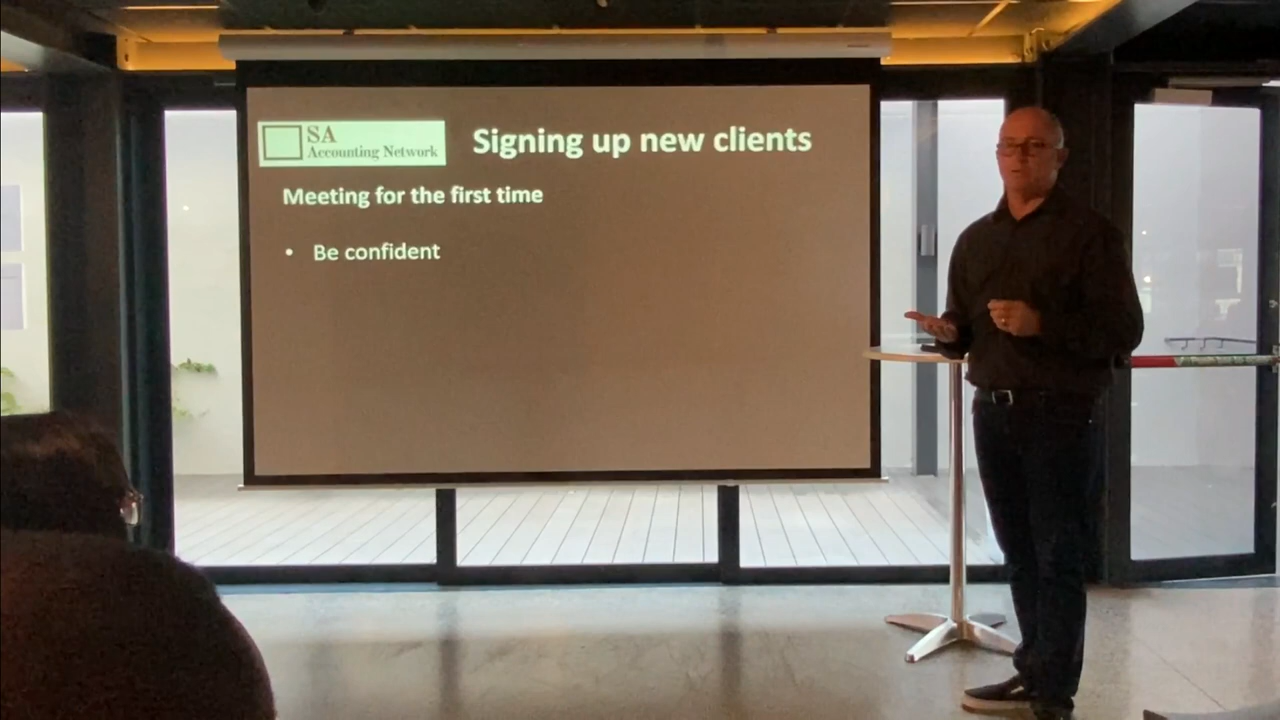 SA
Accounting Network
Signing up new clients
Meeting for the first time
• Be confident